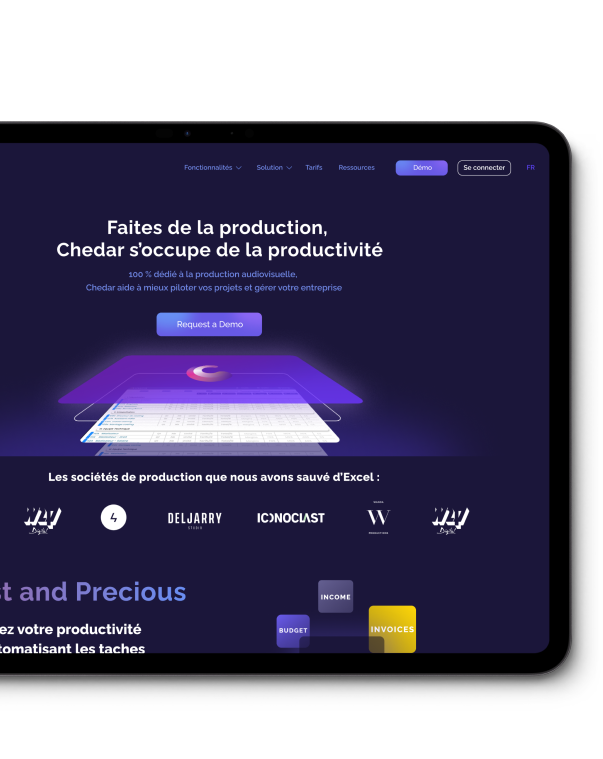 Fonctionnalités Solution Tarifs Ressources Démo Se connecter FR
Faites de la production,
Chedar s’occupe de la productivité
100 % dédié à la production audiovisuelle,
Chedar aide à mieux piloter vos projets et gérer votre entreprise
Request a Demo
Les sociétés de production que nous avons sauvé d’Excel :
DELJARRY
STUDIO
ICONOCLAST
W
PRODUCTIONS
st and Precious
ez votre productivité
tomatisant les taches
INCOME
BUDGET
INVOICES